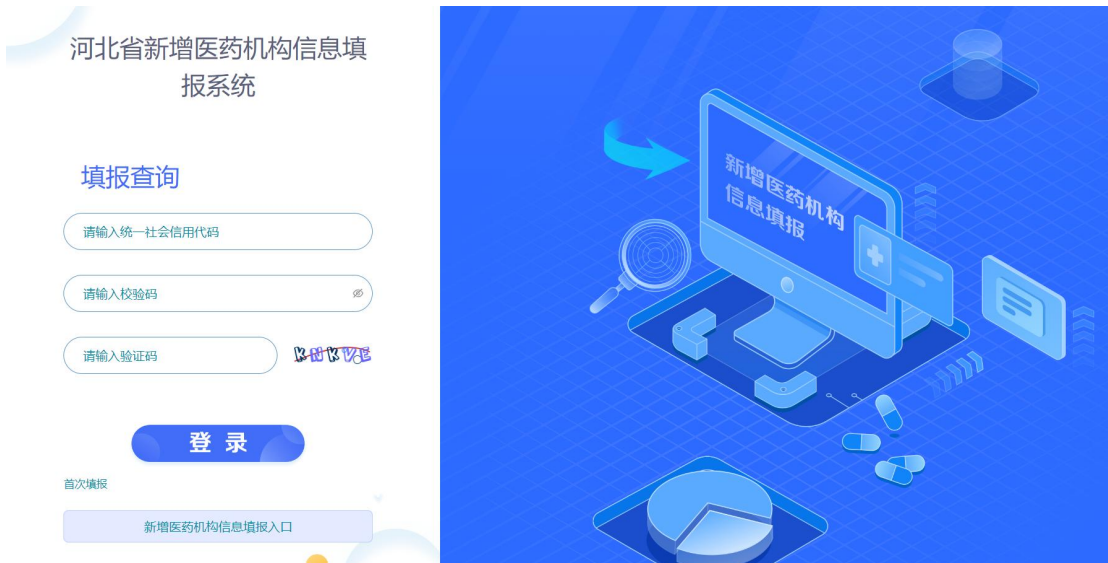 河北省新增医药机构信息填
报系统
填报查询
请输入统一社会信用代码
请输入校验码
请输入验证码
KNKVE
登录
首次填报
新增医药机构信息填报入口
新增医药机构
信息填报